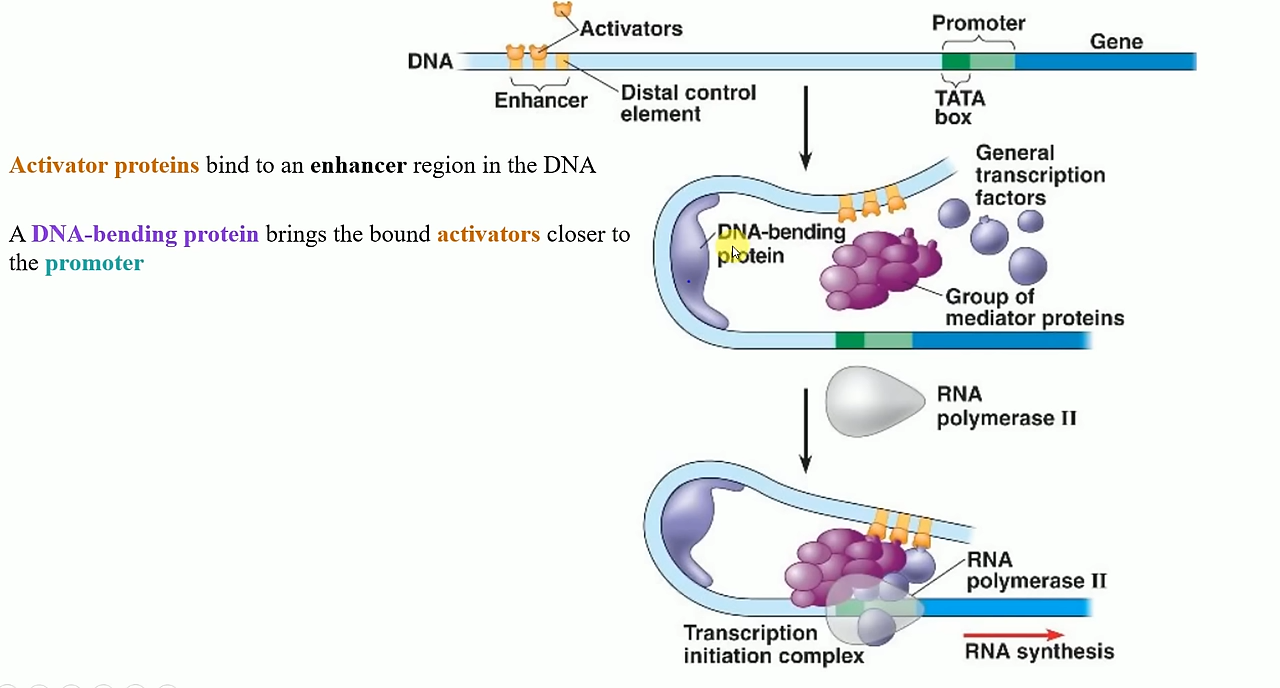 Activators
Promoter
Gene
DNA
Enhancer
Distal control
element
TATA
box
Activator proteins bind to an enhancer region in the DNA
A DNA-bending protein brings the bound activators closer to
the promoter
General
transcription
factors
DNA-bending
protein
Group of
mediator proteins
RNA
polymerase II
RNA
polymerase II
Transcription
initiation complex
RNA synthesis